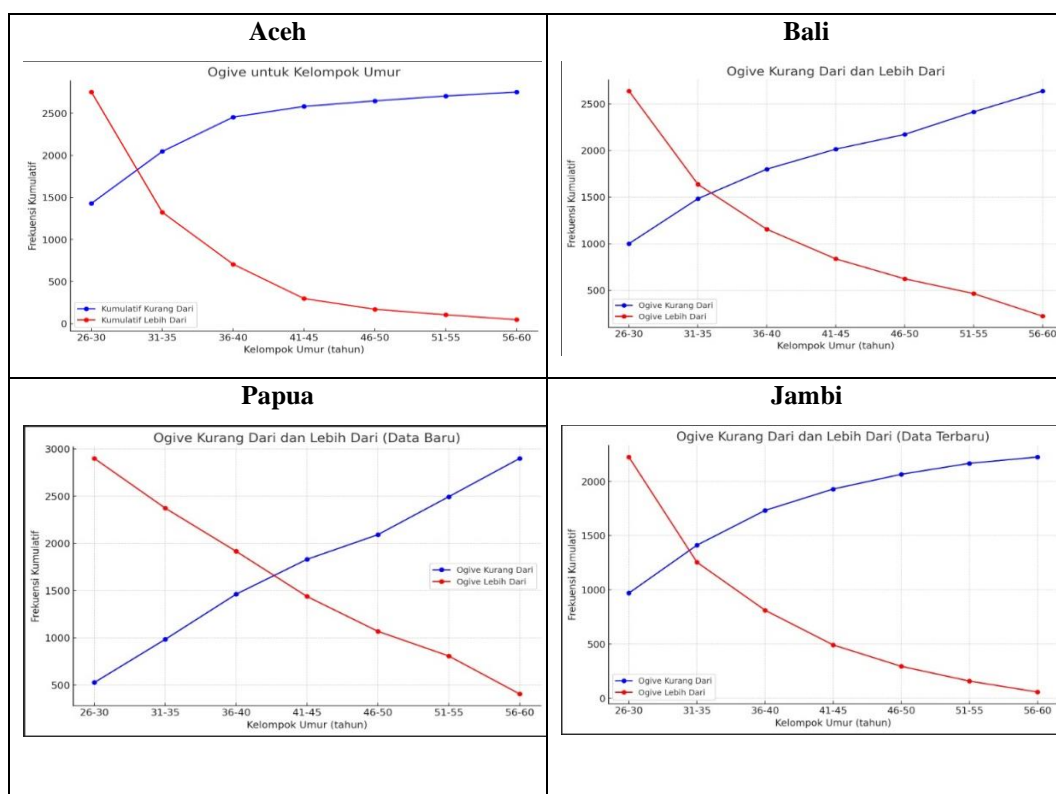 Aceh
Ogive untuk Kelompok Umur
2500
2000
1500
1000
500
0
Frekuensi Kumulatif
Kumulatif Kurang Dari
Kumulatif Lebih Dari
26-30 31-35 36-40 41-45 46-50 51-55 56-60
Kelompok Umur (tahun)
Bali
Ogive Kurang Dari dan Lebih Dari
2500
2000
1500
1000
500
Frekuensi Kumulatif
Ogive Kurang Dari
Ogive Lebih Dari
26-30 31-35 36-40 41-45 46-50 51-55 56-60
Kelompok Umur (tahun)
Papua
Ogive Kurang Dari dan Lebih Dari (Data Baru)
3000
2500
2000
1500
1000
500
Frekuensi Kumulatif
Ogive Kurang Dari
Ogive Lebih Dari
26-30 31-35 36-40 41-45 46-50 51-55 56-60
Kelompok Umur (tahun)
Jambi
Ogive Kurang Dari dan Lebih Dari (Data Terbaru)
2000
1500
1000
500
0
Frekuensi Kumulatif
Ogive Kurang Dari
Ogive Lebih Dari
26-30 31-35 36-40 41-45 46-50 51-55 56-60
Kelompok Umur (tahun)